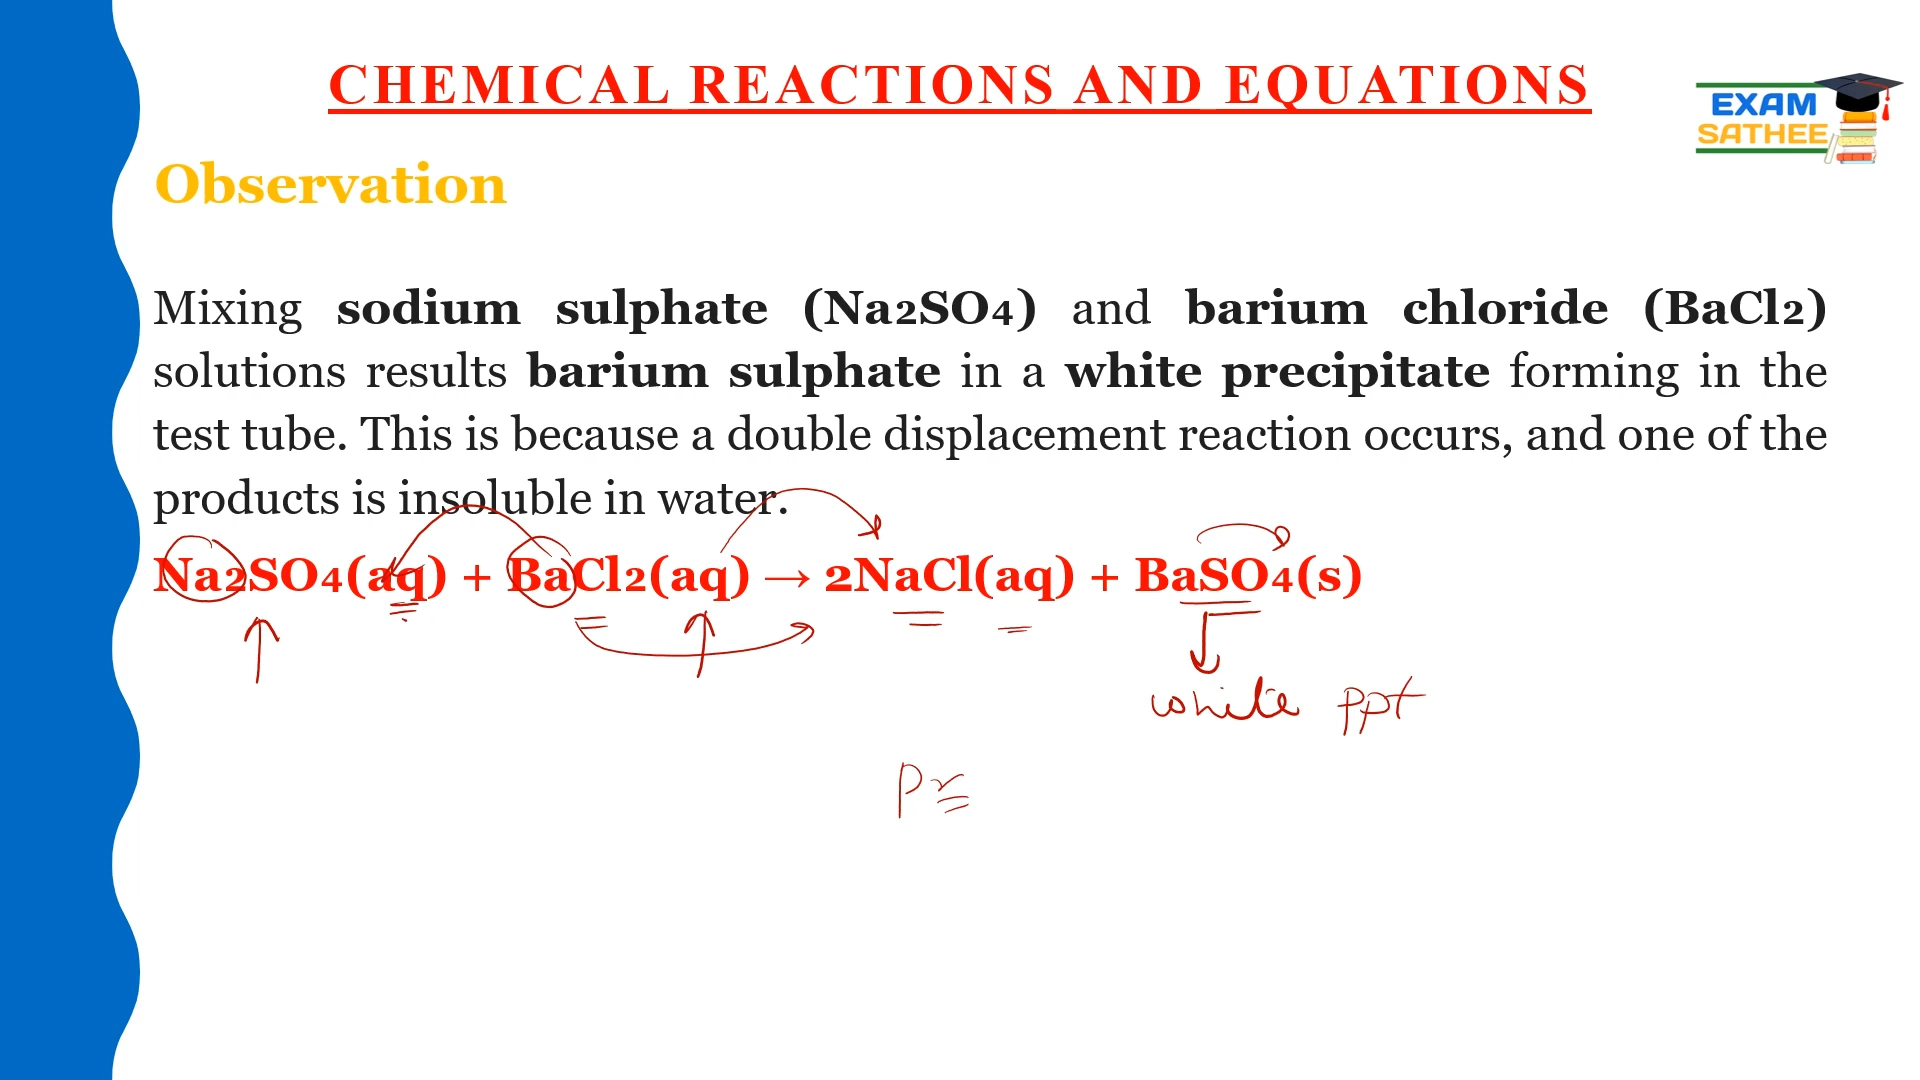 CHEMICAL REACTIONS AND EQUATIONS
EXAM
SATHEE
Observation
Mixing sodium sulphate (Na2SO4) and barium chloride (BaCl2)
solutions results barium sulphate in a white precipitate forming in the
test tube. This is because a double displacement reaction occurs, and one of the
products is insoluble in water.
Na2SO4(aq) + BaCl2(aq) → 2NaCl(aq) + BaSO4(s)
white ppt
Pr